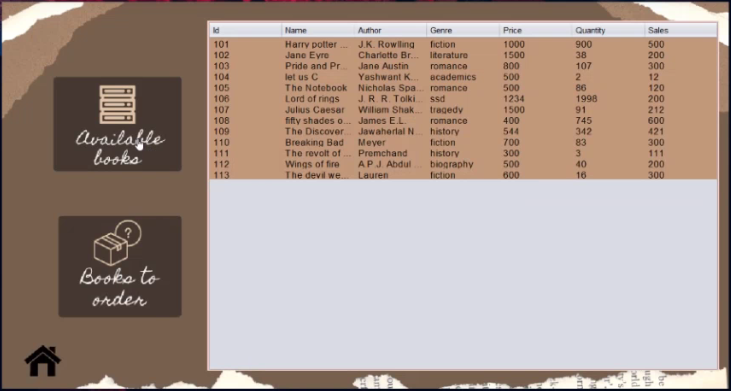 Id Name Author Genre Price Quantity Sales
101 Harry potter ... J.K. Rowling fiction 1000 900 500
102 Jane Eyre Charlette Br... literature 1500 38 200
103 Pride and Pr... Jane Austin romance 800 107 300
104 let us C Yashwant K... academics 500 2 12
105 The Notebook Nicholas Spa... romance 500 86 120
106 Lord of rings J. R. R. Tolki... ssd 1234 1998 200
107 Julius Caesar William Shak... tragedy 1500 91 212
108 fifty shades o... James E.L. romance 400 745 600
109 The Discover... Jawaherlal N... history 544 342 421
110 Breaking Bad Meyer fiction 700 83 300
111 The revolt of ... Premchand history 300 3 111
112 Wings of fire A.P.J. Abdul ... biography 500 40 200
113 The devil we... Lauren fiction 600 16 300
Available
books
Books to
order